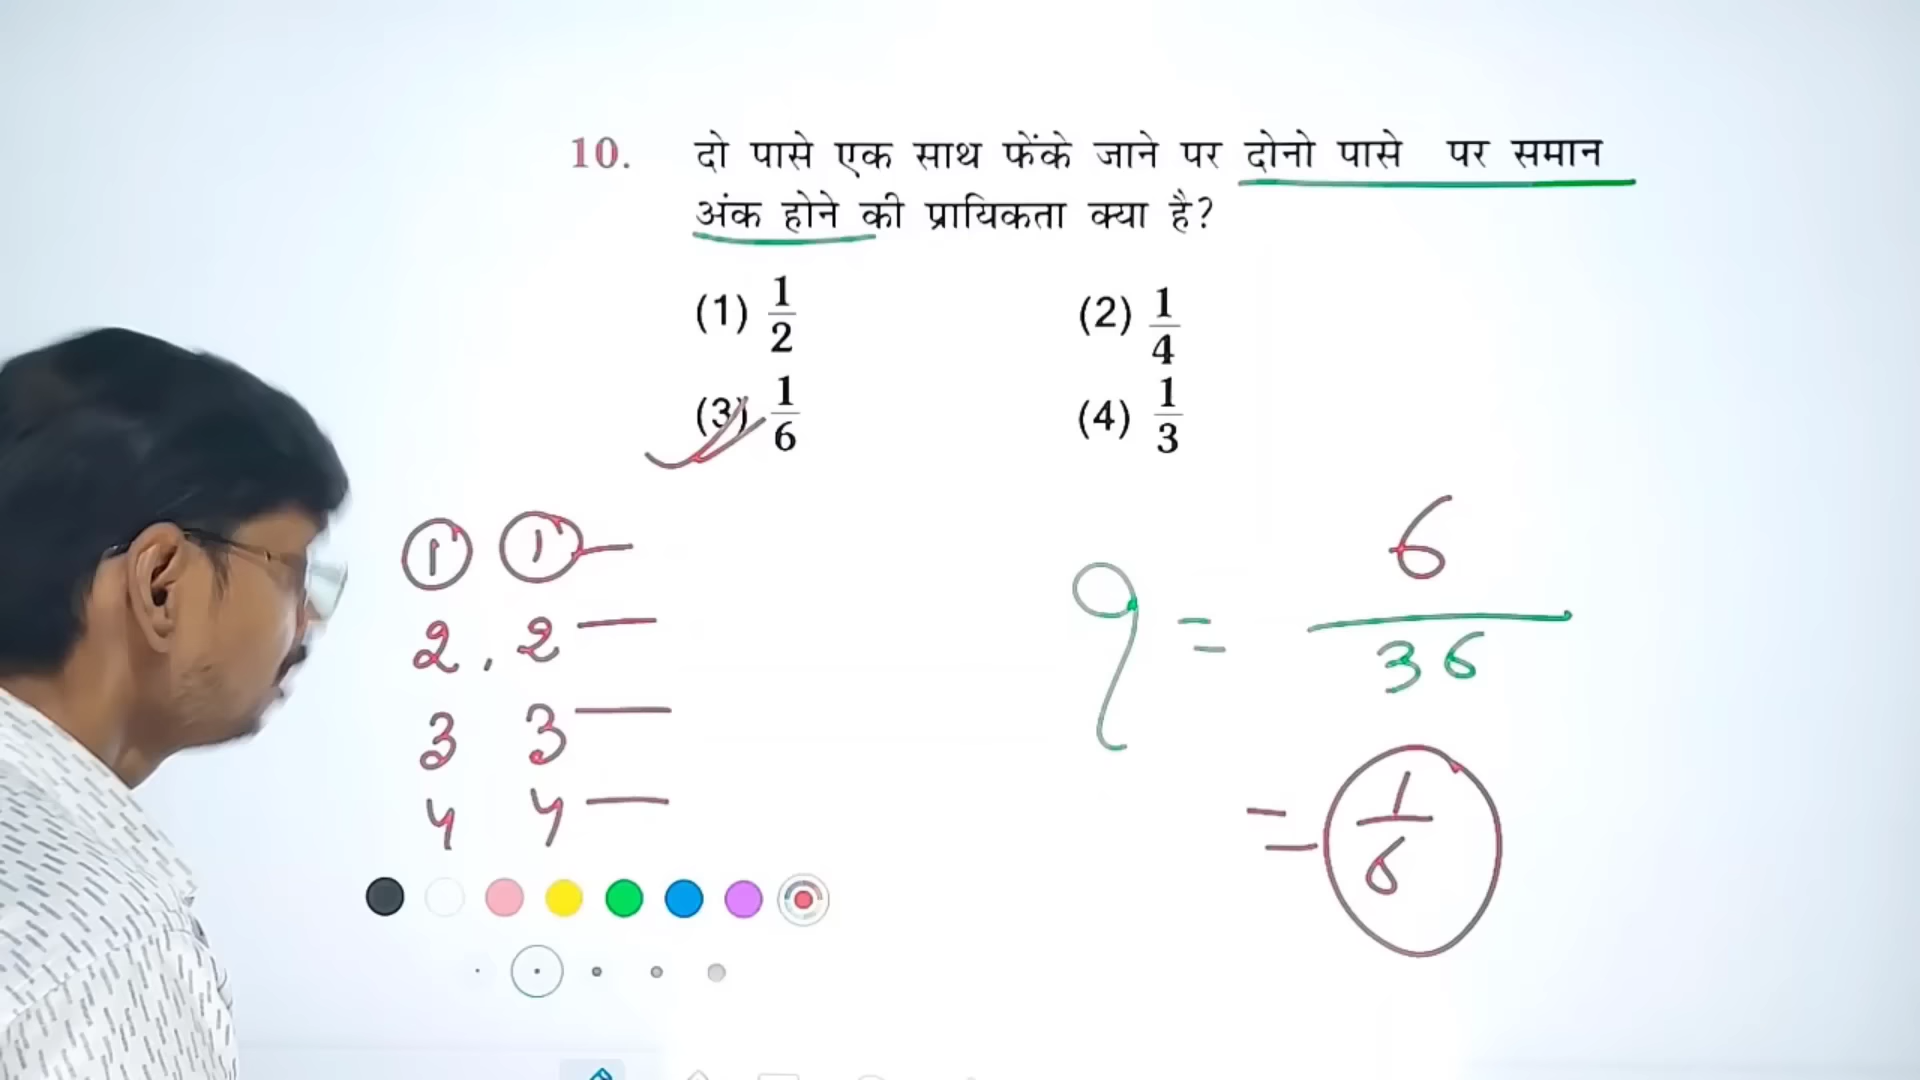 10. दो पासे एक साथ फेंके जाने पर दोनो पासे पर समान
अंक होने की प्रायिकता क्या है?
(1) 1/2 (2) 1/4
(3) 1/6 (4) 1/3
1 1
2, 2
3 3
4 4
= 6/36
= 1/6